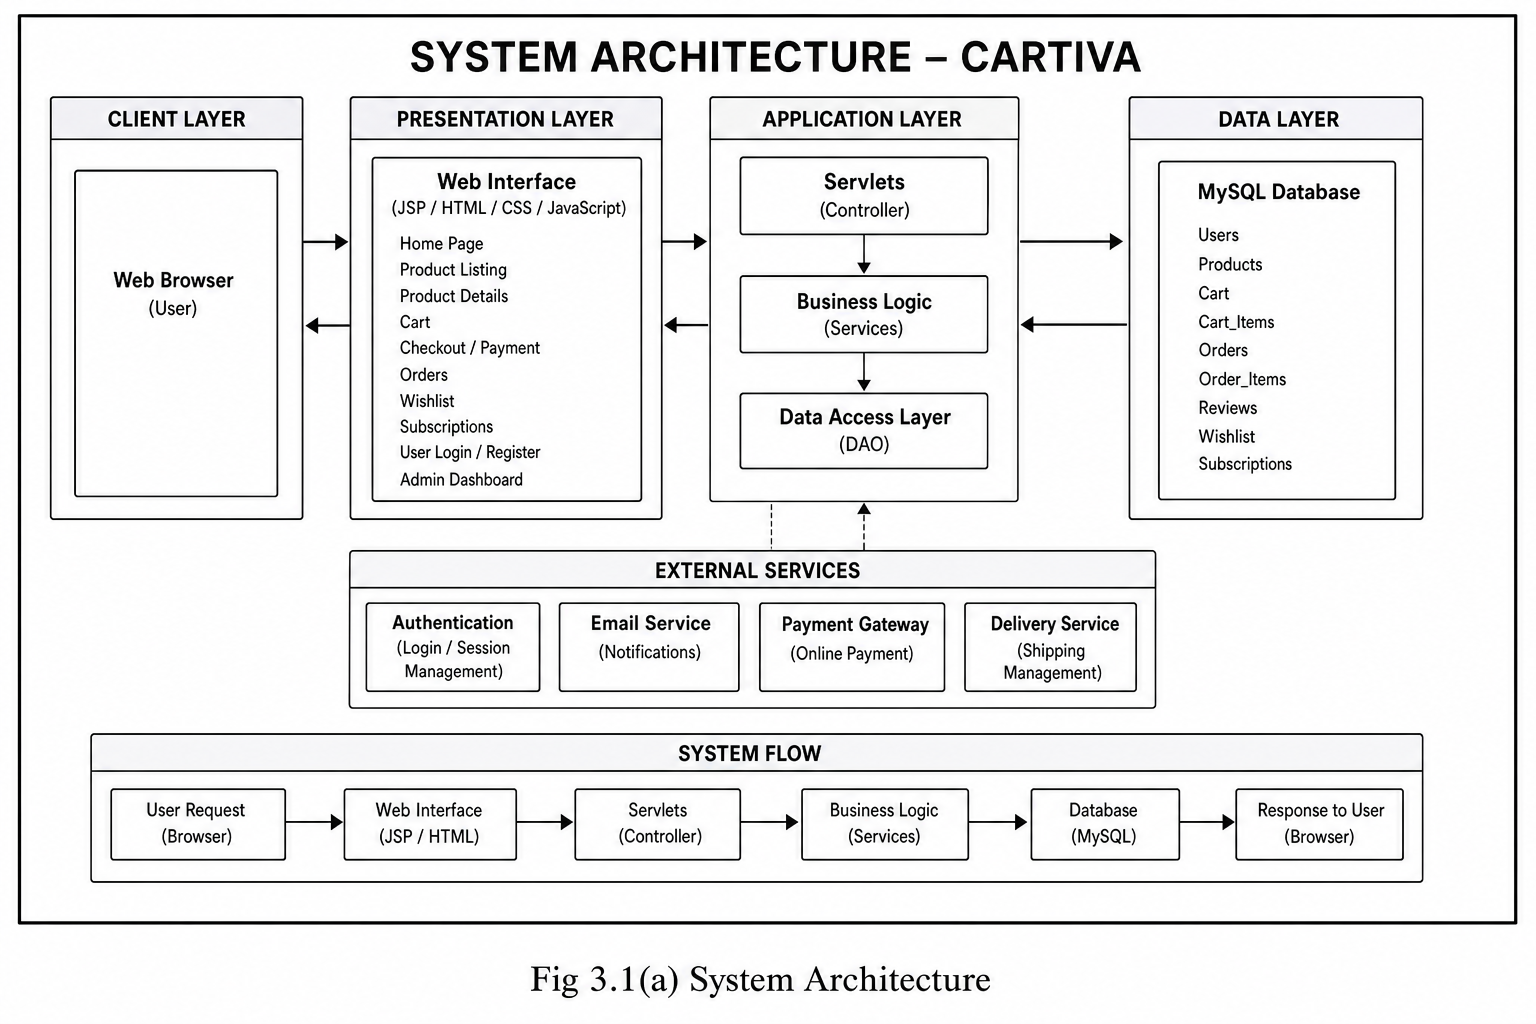 SYSTEM ARCHITECTURE – CARTIVA
CLIENT LAYER
Web Browser
(User)
PRESENTATION LAYER
Web Interface
(JSP / HTML / CSS / JavaScript)
Home Page
Product Listing
Product Details
Cart
Checkout / Payment
Orders
Wishlist
Subscriptions
User Login / Register
Admin Dashboard
APPLICATION LAYER
Servlets
(Controller)
Business Logic
(Services)
Data Access Layer
(DAO)
DATA LAYER
MySQL Database
Users
Products
Cart
Cart_Items
Orders
Order_Items
Reviews
Wishlist
Subscriptions
EXTERNAL SERVICES
Authentication
(Login / Session
Management)
Email Service
(Notifications)
Payment Gateway
(Online Payment)
Delivery Service
(Shipping
Management)
SYSTEM FLOW
User Request
(Browser)
Web Interface
(JSP / HTML)
Servlets
(Controller)
Business Logic
(Services)
Database
(MySQL)
Response to User
(Browser)
Fig 3.1(a) System Architecture